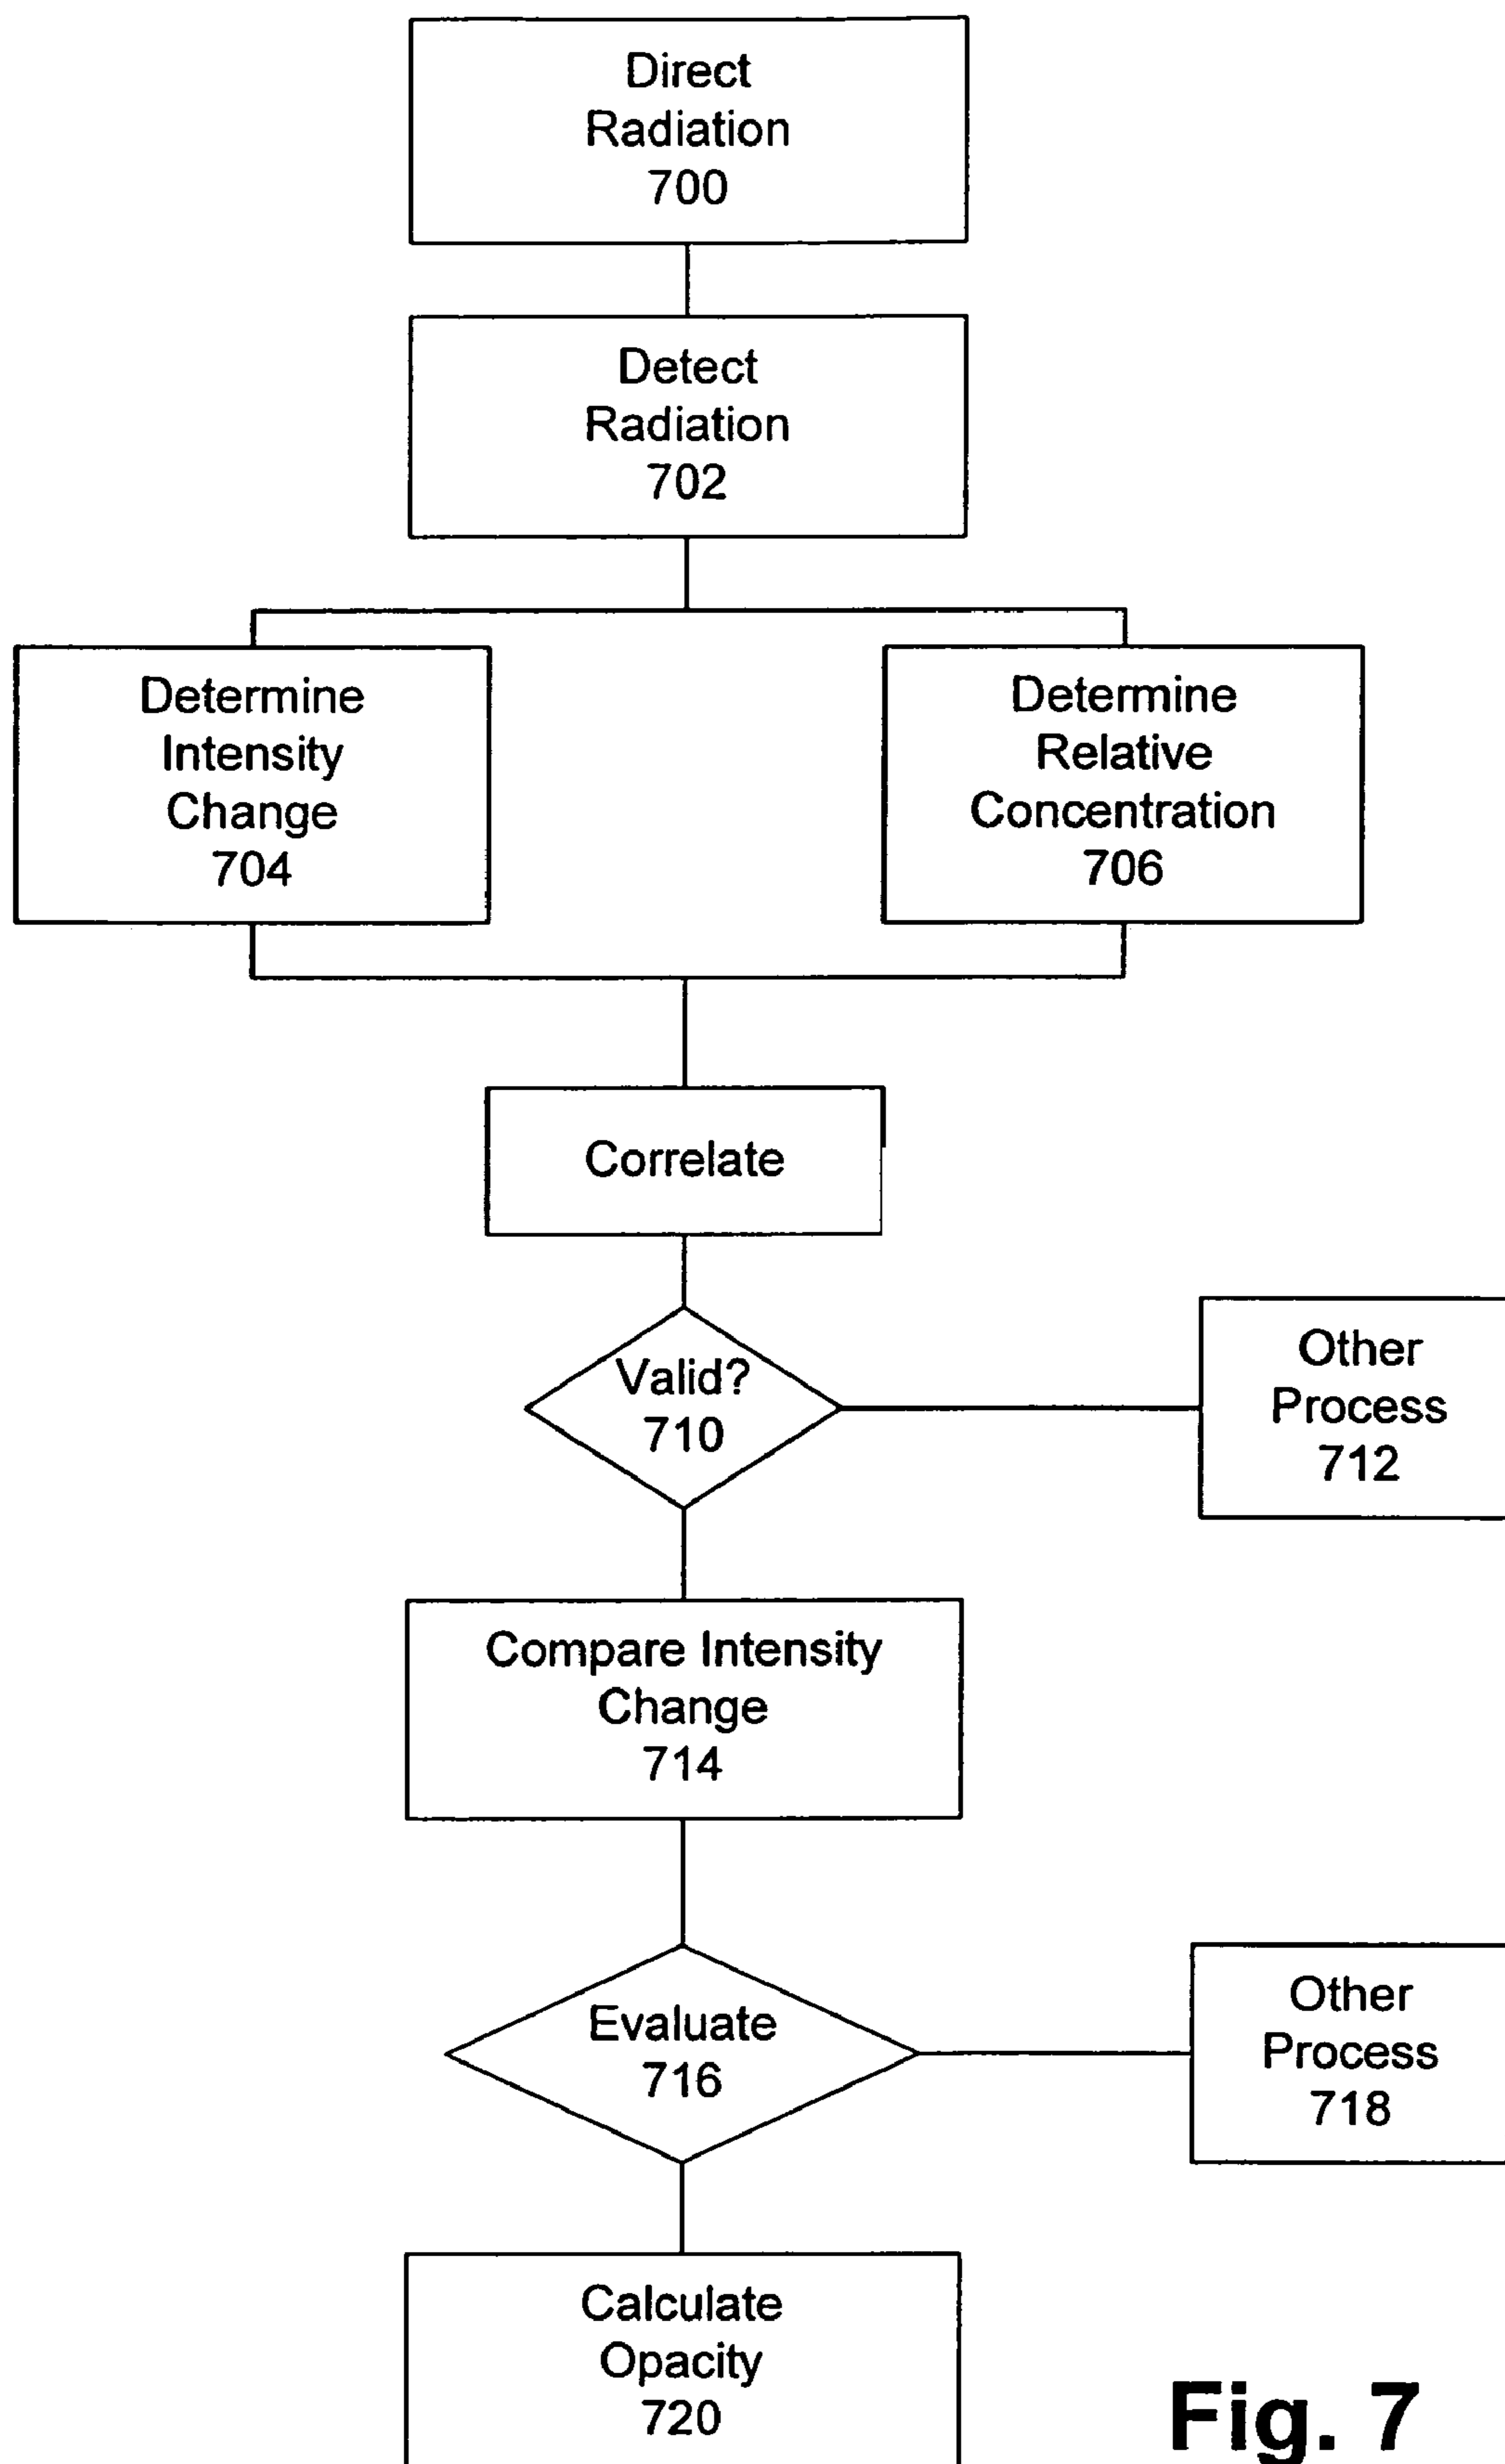 Direct
Radiation
700
Detect
Radiation
702
Determine
Intensity
Change
704
Determine
Relative
Concentration
706
Correlate
Valid?
710
Other
Process
712
Compare Intensity
Change
714
Evaluate
716
Other
Process
718
Calculate
Opacity
720
Fig. 7